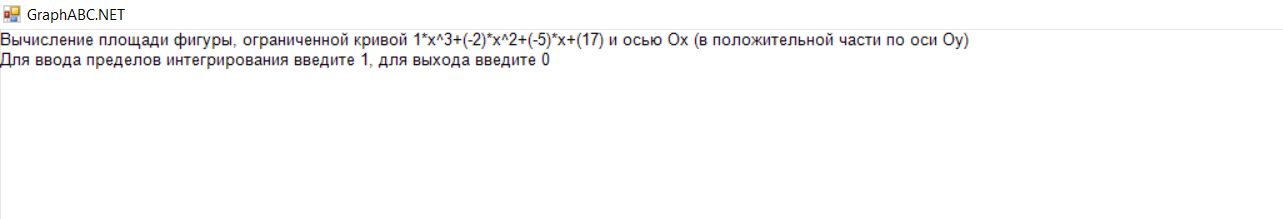 GraphABC.NET
Вычисление площади фигуры, ограниченной кривой 1*x^3+(-2)*x^2+(-5)*x+(17) и осью Ox (в положительной части по оси Oy)
Для ввода пределов интегрирования введите 1, для выхода введите 0